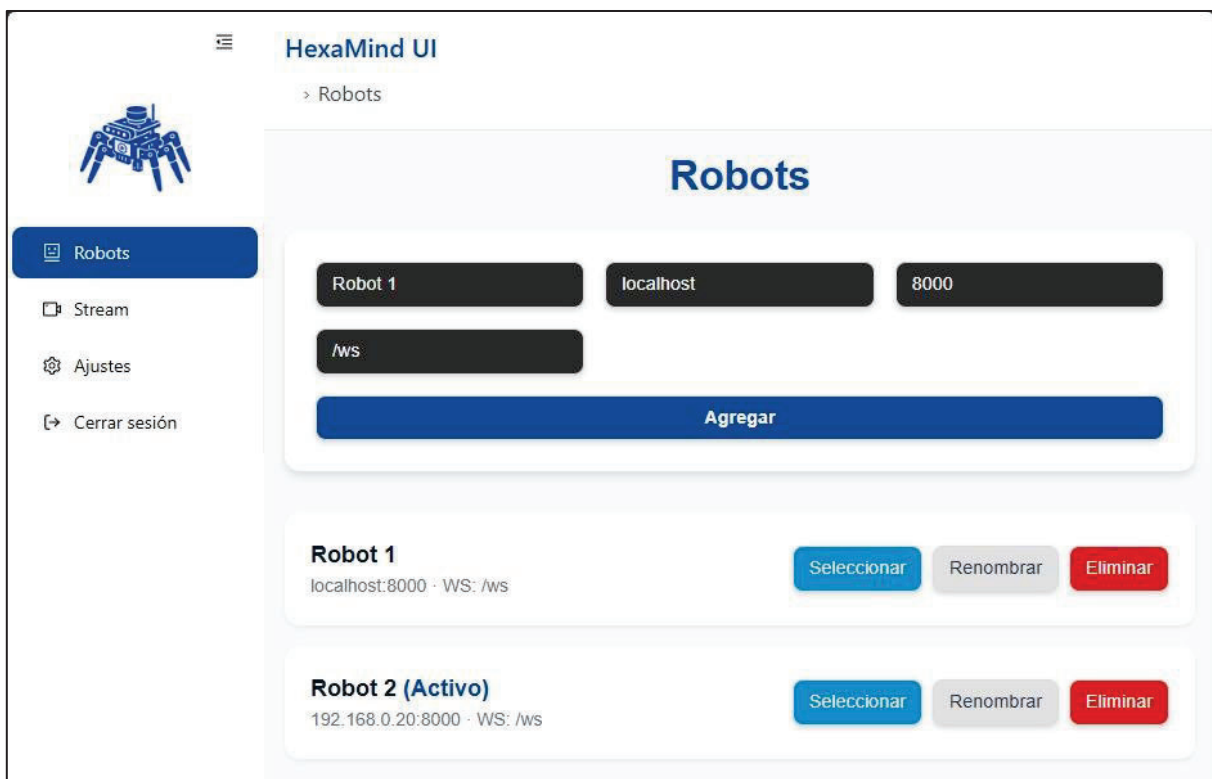 HexaMind UI
› Robots
Robots
Stream
Ajustes
Cerrar sesión
Robots
Robot 1
localhost
8000
/ws
Agregar
Robot 1
localhost:8000 · WS: /ws
Seleccionar
Renombrar
Eliminar
Robot 2 (Activo)
192.168.0.20:8000 · WS: /ws
Seleccionar
Renombrar
Eliminar